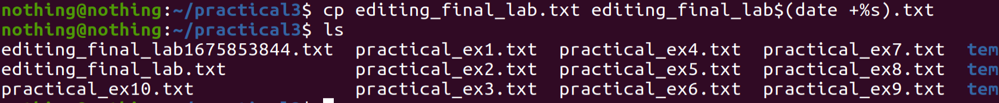 nothing@nothing:~/practical3$ cp editing_final_lab.txt editing_final_lab$(date +%s).txt
nothing@nothing:~/practical3$ ls
editing_final_lab1675853844.txt  practical_ex1.txt  practical_ex4.txt  practical_ex7.txt  tem
editing_final_lab.txt            practical_ex2.txt  practical_ex5.txt  practical_ex8.txt  tem
practical_ex10.txt               practical_ex3.txt  practical_ex6.txt  practical_ex9.txt  tem